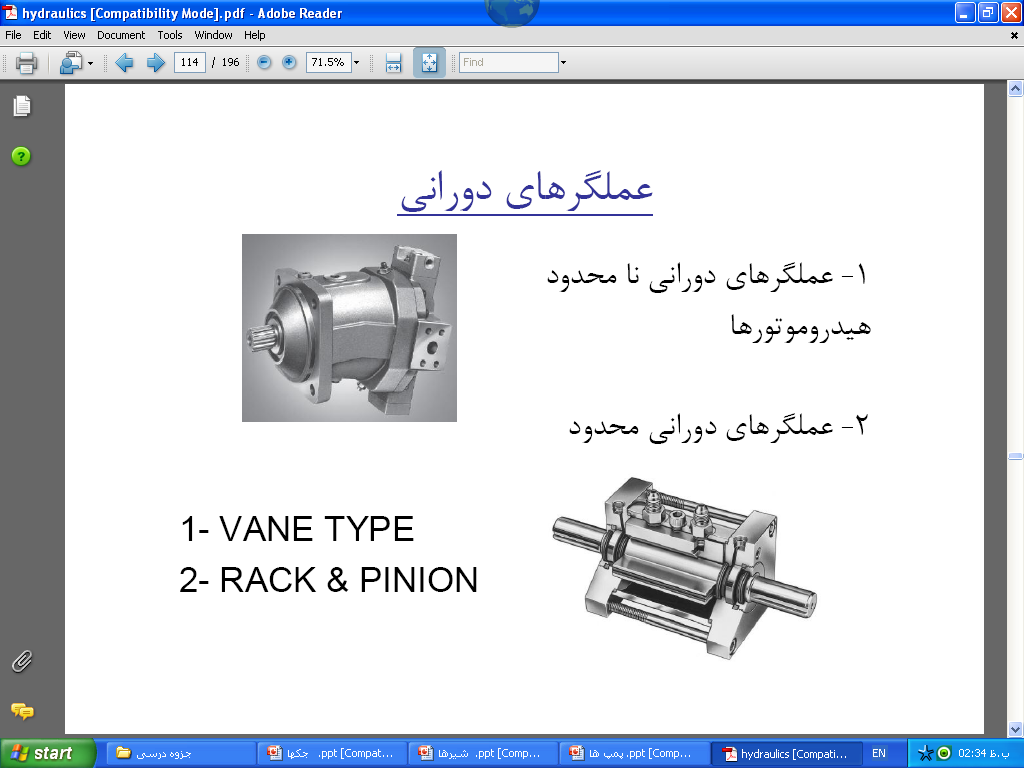 hydraulics [Compatibility Mode].pdf - Adobe Reader
File Edit View Document Tools Window Help
114 / 196 71.5% Find
عملگرهای دورانی
۱- عملگرهای دورانی نا محدود
هیدروموتورها
۲- عملگرهای دورانی محدود
1- VANE TYPE
2- RACK & PINION
start جزوه درسی جکها .ppt [Compat... شیرها .ppt [Comp... پمپ ها .ppt [Comp... hydraulics [Compati... EN 02:34 ب.ظ